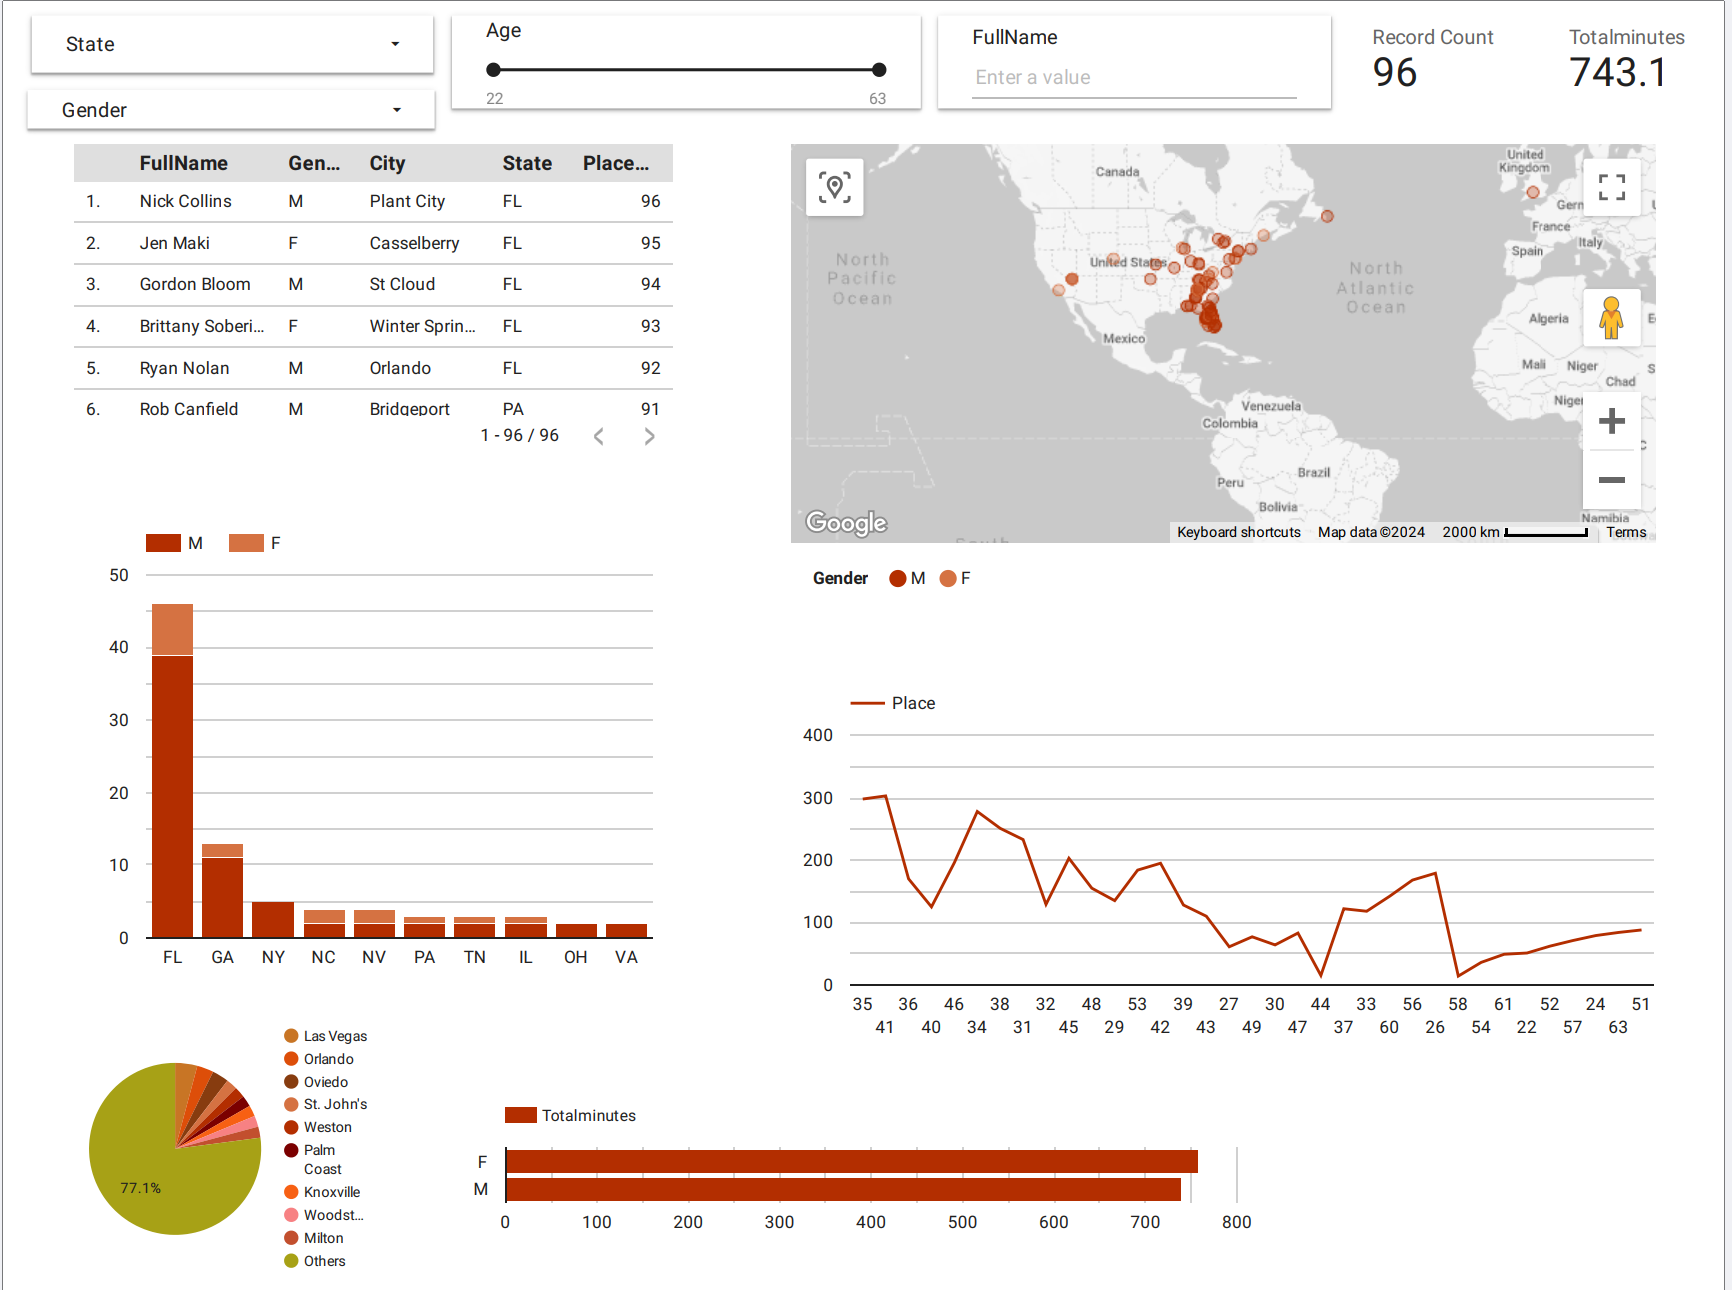 State
Gender
Age
22 63
FullName
Enter a value
Record Count
96
Totalminutes
743.1
FullName Gen... City State Place...
1. Nick Collins M Plant City FL 96
2. Jen Maki F Casselberry FL 95
3. Gordon Bloom M St Cloud FL 94
4. Brittany Soberi... F Winter Sprin... FL 93
5. Ryan Nolan M Orlando FL 92
6. Rob Canfield M Bridgeport PA 91
1 - 96 / 96
Canada
United
Kingdom
Gern
France
Italy
Spain
United States
North
Pacific
Ocean
North
Atlantic
Ocean
Mexico
Algeria
Mali
Niger
Chad
Niger
Venezuela
Colombia
Brazil
Peru
Bolivia
Namibia
Google
Keyboard shortcuts Map data ©2024 2000 km Terms
Gender M F
M F
50
40
30
20
10
0
FL GA NY NC NV PA TN IL OH VA
Place
400
300
200
100
0
35 36 46 38 32 48 53 39 27 30 44 33 56 58 61 52 24 51
41 40 34 31 45 29 42 43 49 47 37 60 26 54 22 57 63
77.1%
Las Vegas
Orlando
Oviedo
St. John's
Weston
Palm
Coast
Knoxville
Woodst...
Milton
Others
Totalminutes
F
M
0 100 200 300 400 500 600 700 800